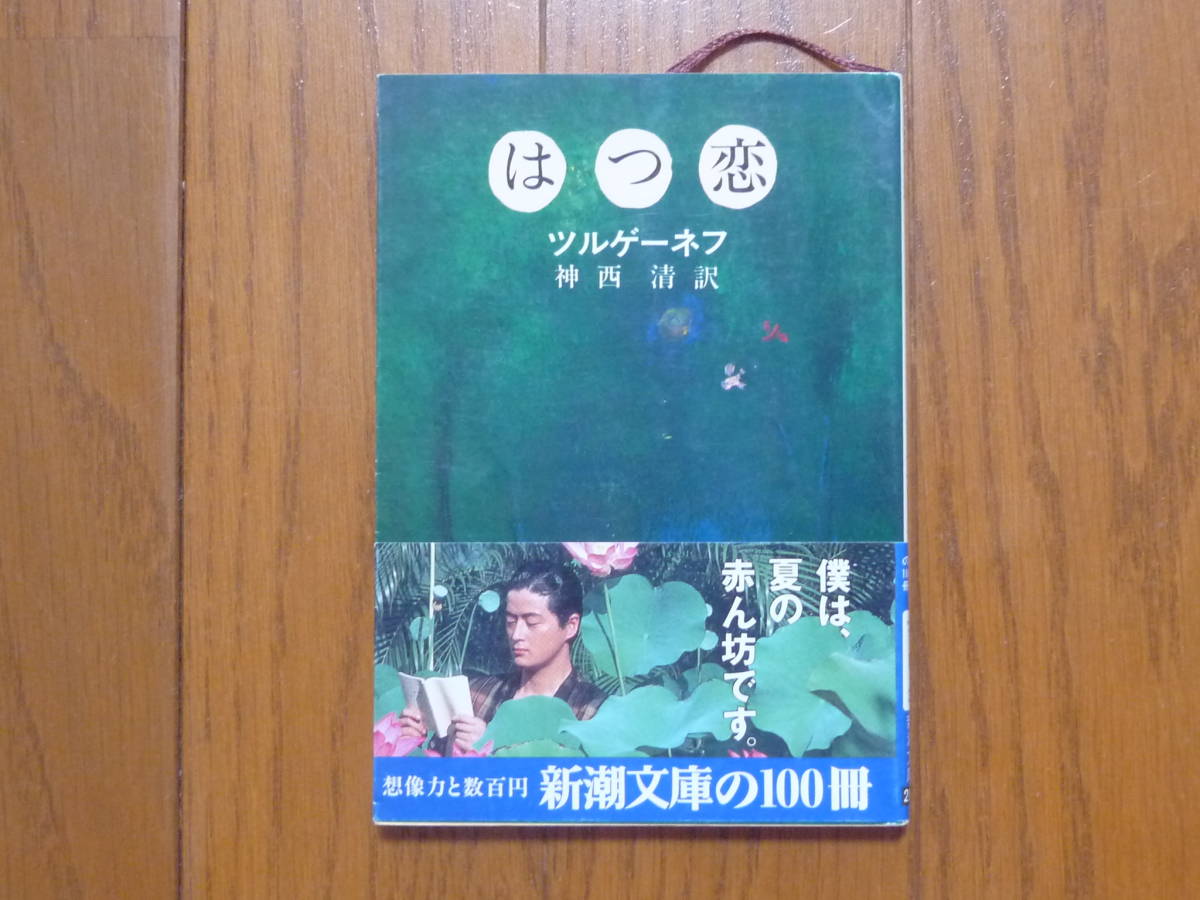 はつ恋
ツルゲーネフ
神西 清 訳
僕は、
夏の
赤ん坊です。
想像力と数百円 新潮文庫の100冊